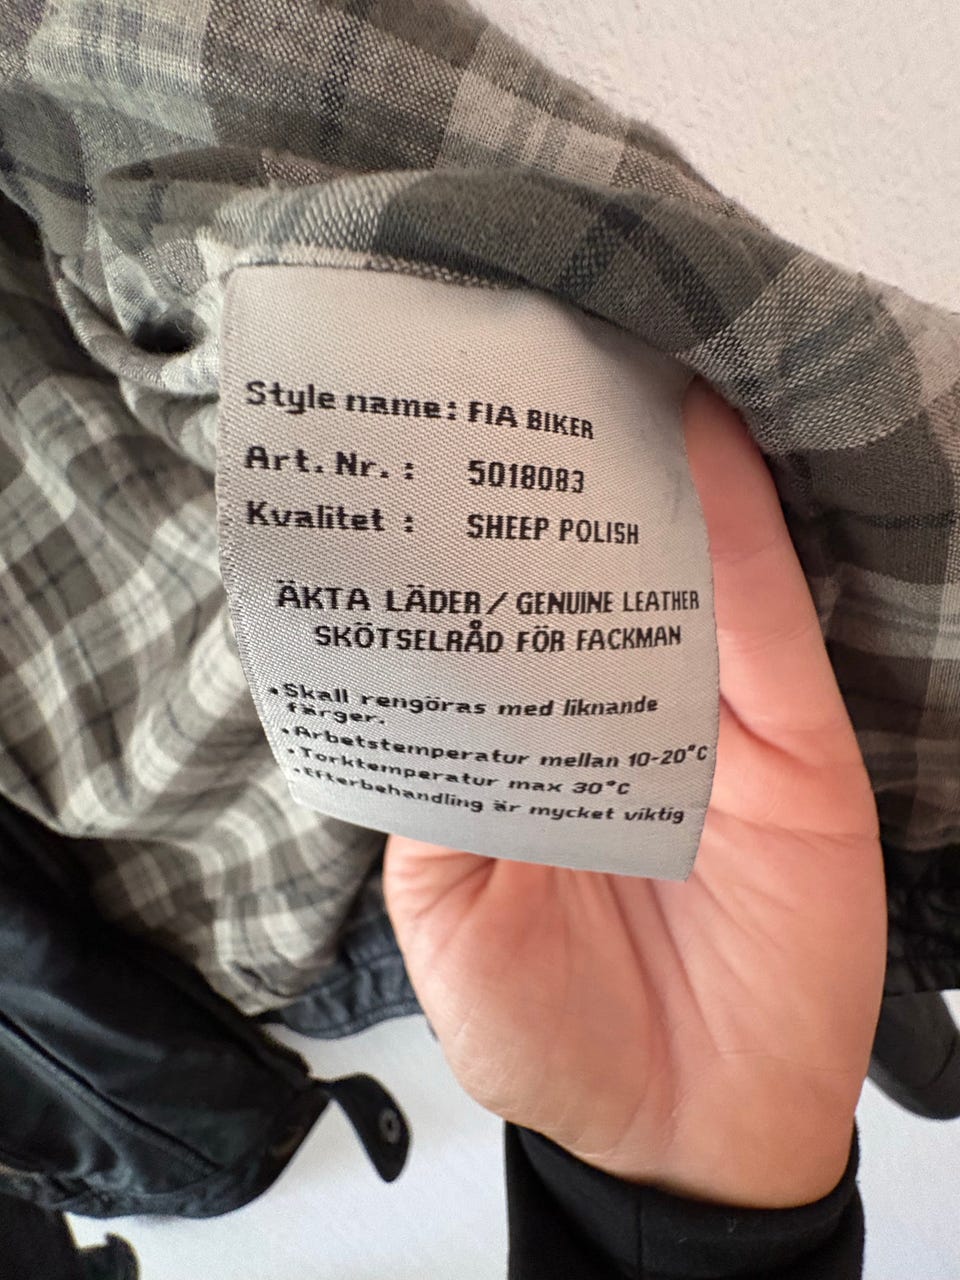 Style name: FIA BIKER
Art. Nr. : 5018083
Kvalitet : SHEEP POLISH
ÄKTA LÄDER / GENUINE LEATHER
SKÖTSELRÅD FÖR FACKMAN
•Skall rengöras med liknande
färger.
•Arbetstemperatur mellan 10-20°C
•Torktemperatur max 30°C
•Efterbehandling är mycket viktig